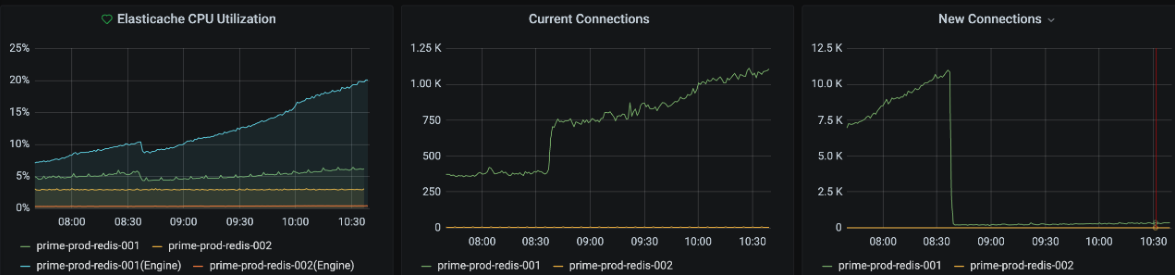 Elasticache CPU Utilization
25%
20%
15%
10%
5%
0%
08:00 08:30 09:00 09:30 10:00 10:30
prime-prod-redis-001 prime-prod-redis-002
prime-prod-redis-001(Engine) prime-prod-redis-002(Engine)
Current Connections
1.25 K
1.00 K
750
500
250
0
08:00 08:30 09:00 09:30 10:00 10:30
prime-prod-redis-001 prime-prod-redis-002
New Connections
12.5 K
10.0 K
7.5 K
5.0 K
2.5 K
0
08:00 08:30 09:00 09:30 10:00 10:30
prime-prod-redis-001 prime-prod-redis-002